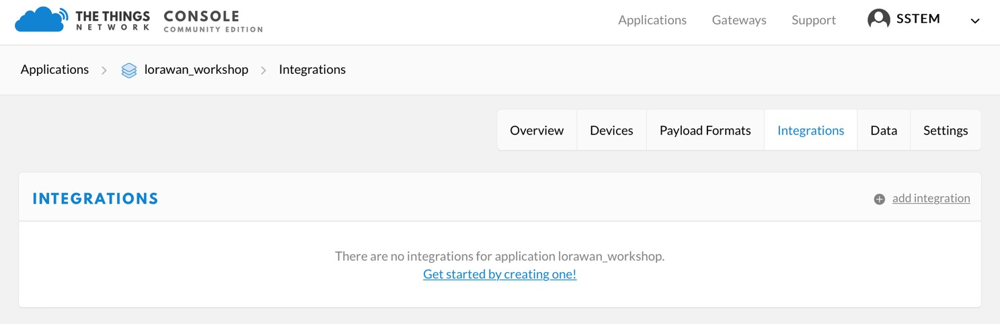 THE THINGS CONSOLE
NETWORK COMMUNITY EDITION
Applications Gateways Support SSTEM
Applications lorawan_workshop Integrations
Overview Devices Payload Formats Integrations Data Settings
INTEGRATIONS add integration
There are no integrations for application lorawan_workshop.
Get started by creating one!